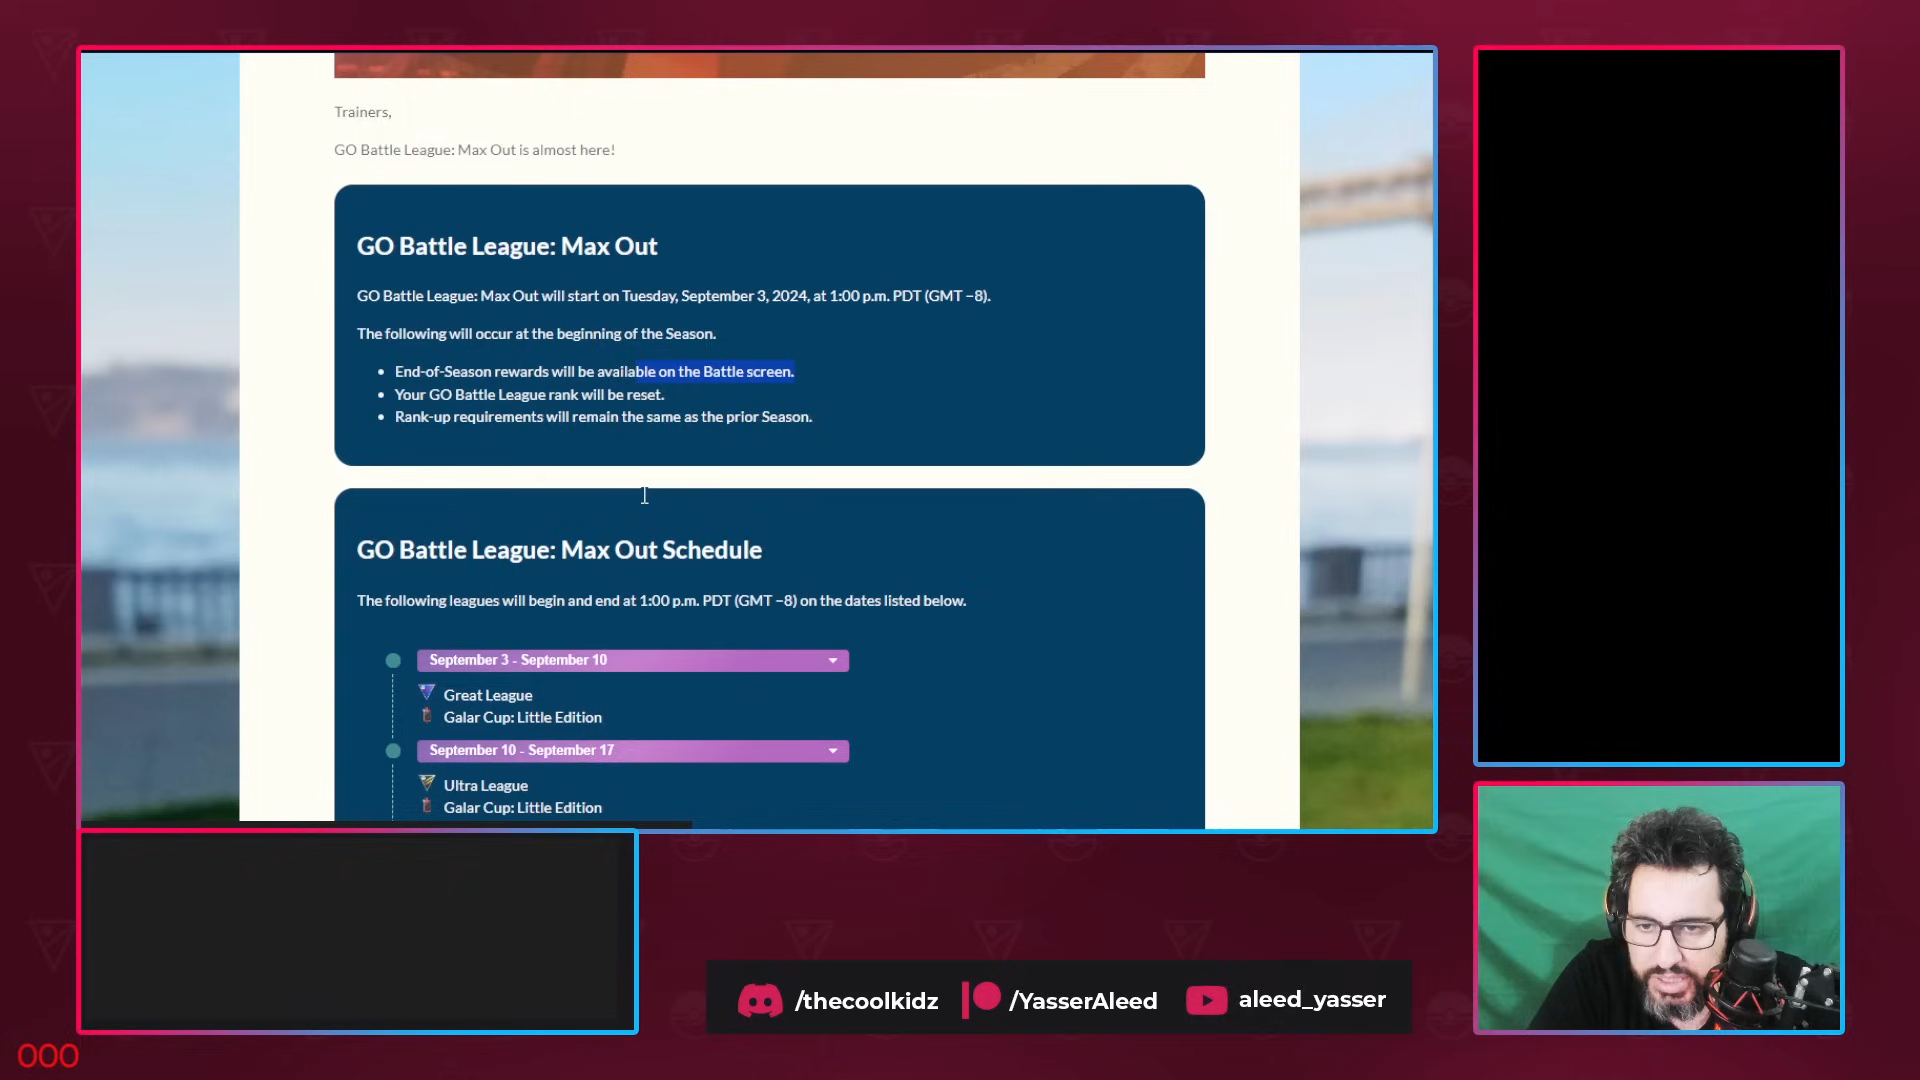 Trainers,
GO Battle League: Max Out is almost here!
GO Battle League: Max Out
GO Battle League: Max Out will start on Tuesday, September 3, 2024, at 1:00 p.m. PDT (GMT −8).
The following will occur at the beginning of the Season.
• End-of-Season rewards will be available on the Battle screen.
• Your GO Battle League rank will be reset.
• Rank-up requirements will remain the same as the prior Season.
GO Battle League: Max Out Schedule
The following leagues will begin and end at 1:00 p.m. PDT (GMT −8) on the dates listed below.
September 3 - September 10
Great League
Galar Cup: Little Edition
September 10 - September 17
Ultra League
Galar Cup: Little Edition
/thecoolkidz
/YasserAleed
aleed_yasser
000